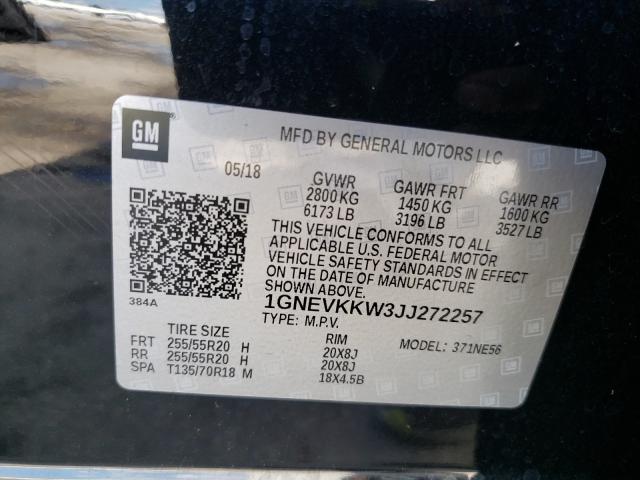 GM
MFD BY GENERAL MOTORS LLC
05/18
GVWR
2800 KG
6173 LB
GAWR FRT
1450 KG
3196 LB
GAWR RR
1600 KG
3527 LB
THIS VEHICLE CONFORMS TO ALL
APPLICABLE U.S. FEDERAL MOTOR
VEHICLE SAFETY STANDARDS IN EFFECT
ON THE DATE OF MANUFACTURE
SHOWN ABOVE.
384A
1GNEVKKW3JJ272257
TYPE: M.P.V.
MODEL: 371NE56
TIRE SIZE RIM
FRT 255/55R20 H 20X8J
RR 255/55R20 H 20X8J
SPA T135/70R18 M 18X4.5B